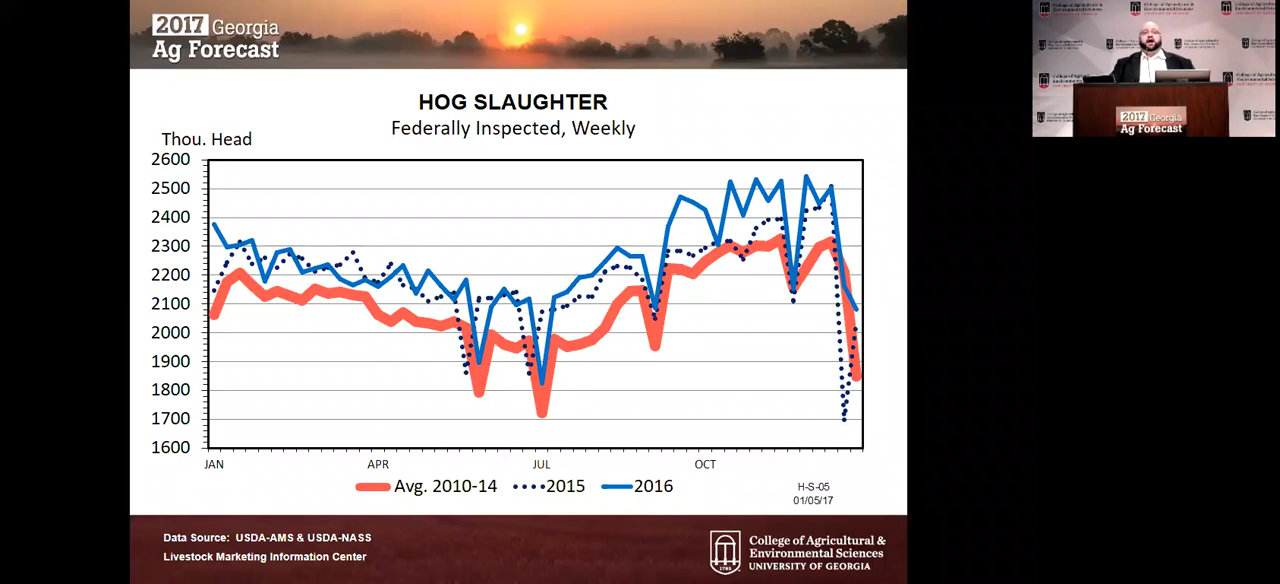 2017 Georgia
Ag Forecast
HOG SLAUGHTER
Federally Inspected, Weekly
Thou. Head
2600
2500
2400
2300
2200
2100
2000
1900
1800
1700
1600
JAN
APR
JUL
OCT
Avg. 2010-14
2015
2016
H-S-05
01/05/17
Data Source: USDA-AMS & USDA-NASS
Livestock Marketing Information Center
1785
College of Agricultural &
Environmental Sciences
UNIVERSITY OF GEORGIA
2017 Georgia
Ag Forecast